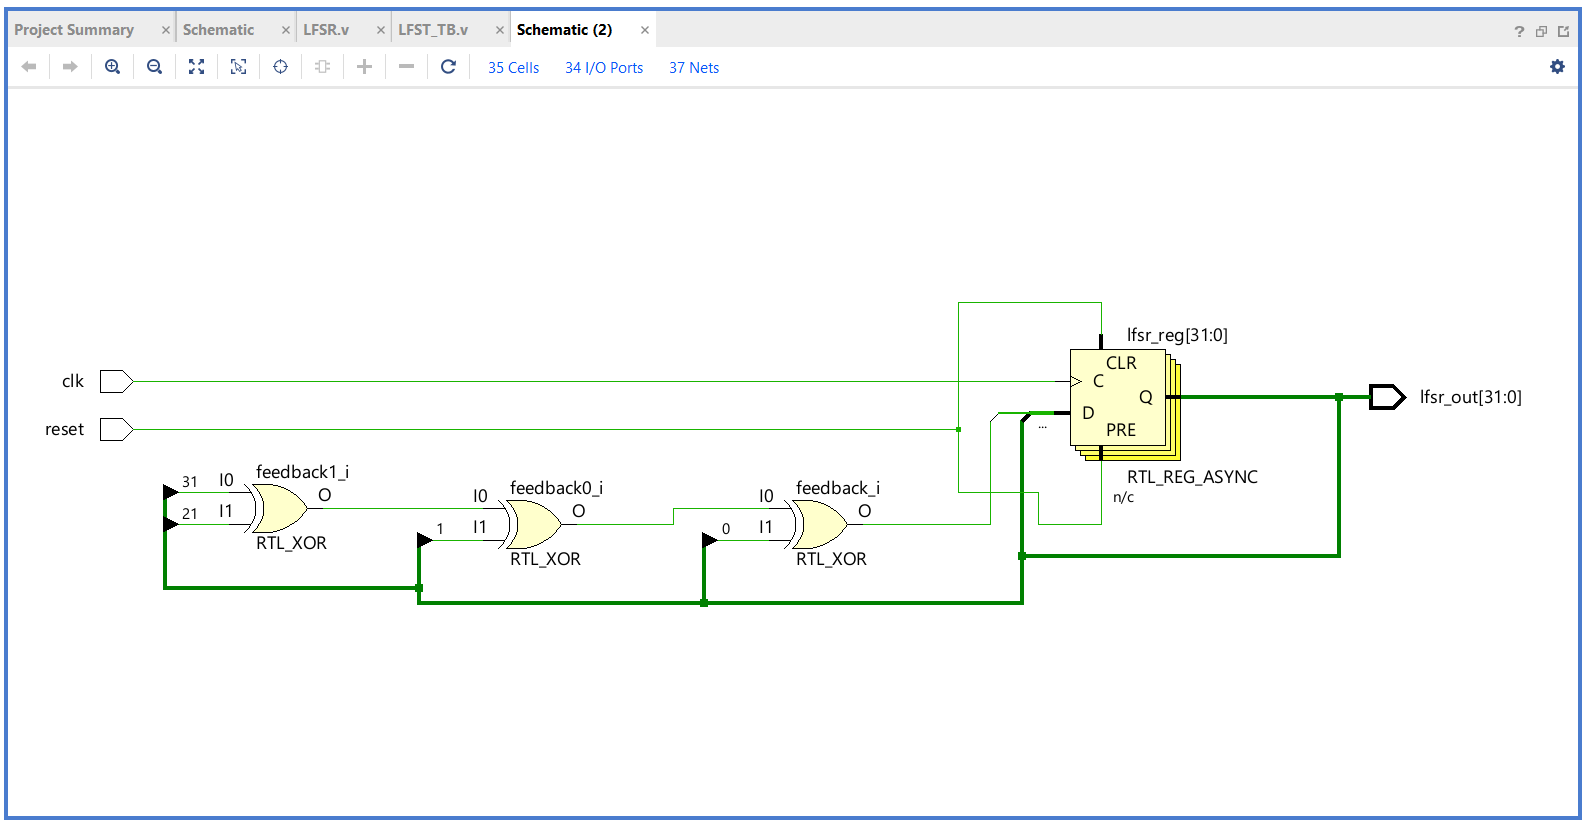 Project Summary × Schematic × LFSR.v × LFST_TB.v × Schematic (2) × ?
35 Cells 34 I/O Ports 37 Nets
lfsr_reg[31:0]
CLR
clk
C
Q
lfsr_out[31:0]
D
...
reset
PRE
RTL_REG_ASYNC
n/c
feedback1_i
31 I0
O
21 I1
RTL_XOR
feedback0_i
I0
O
1 I1
RTL_XOR
feedback_i
I0
O
0 I1
RTL_XOR